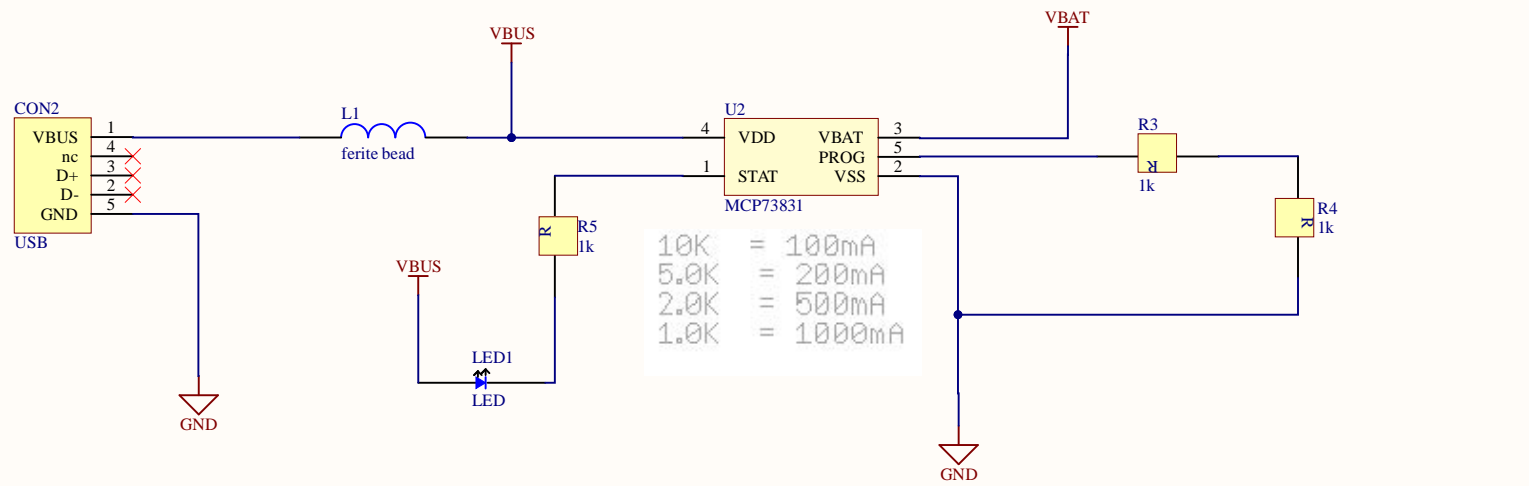 VBUS
VBAT
CON2
VBUS 1
nc 4
D+ 3
D- 2
GND 5
USB
L1
ferite bead
U2
4 VDD VBAT 3
PROG 5
1 STAT VSS 2
MCP73831
R3
R
1k
R4
R
1k
R
R5
1k
10K = 100mA
5.0K = 200mA
2.0K = 500mA
1.0K = 1000mA
VBUS
LED1
LED
GND
GND